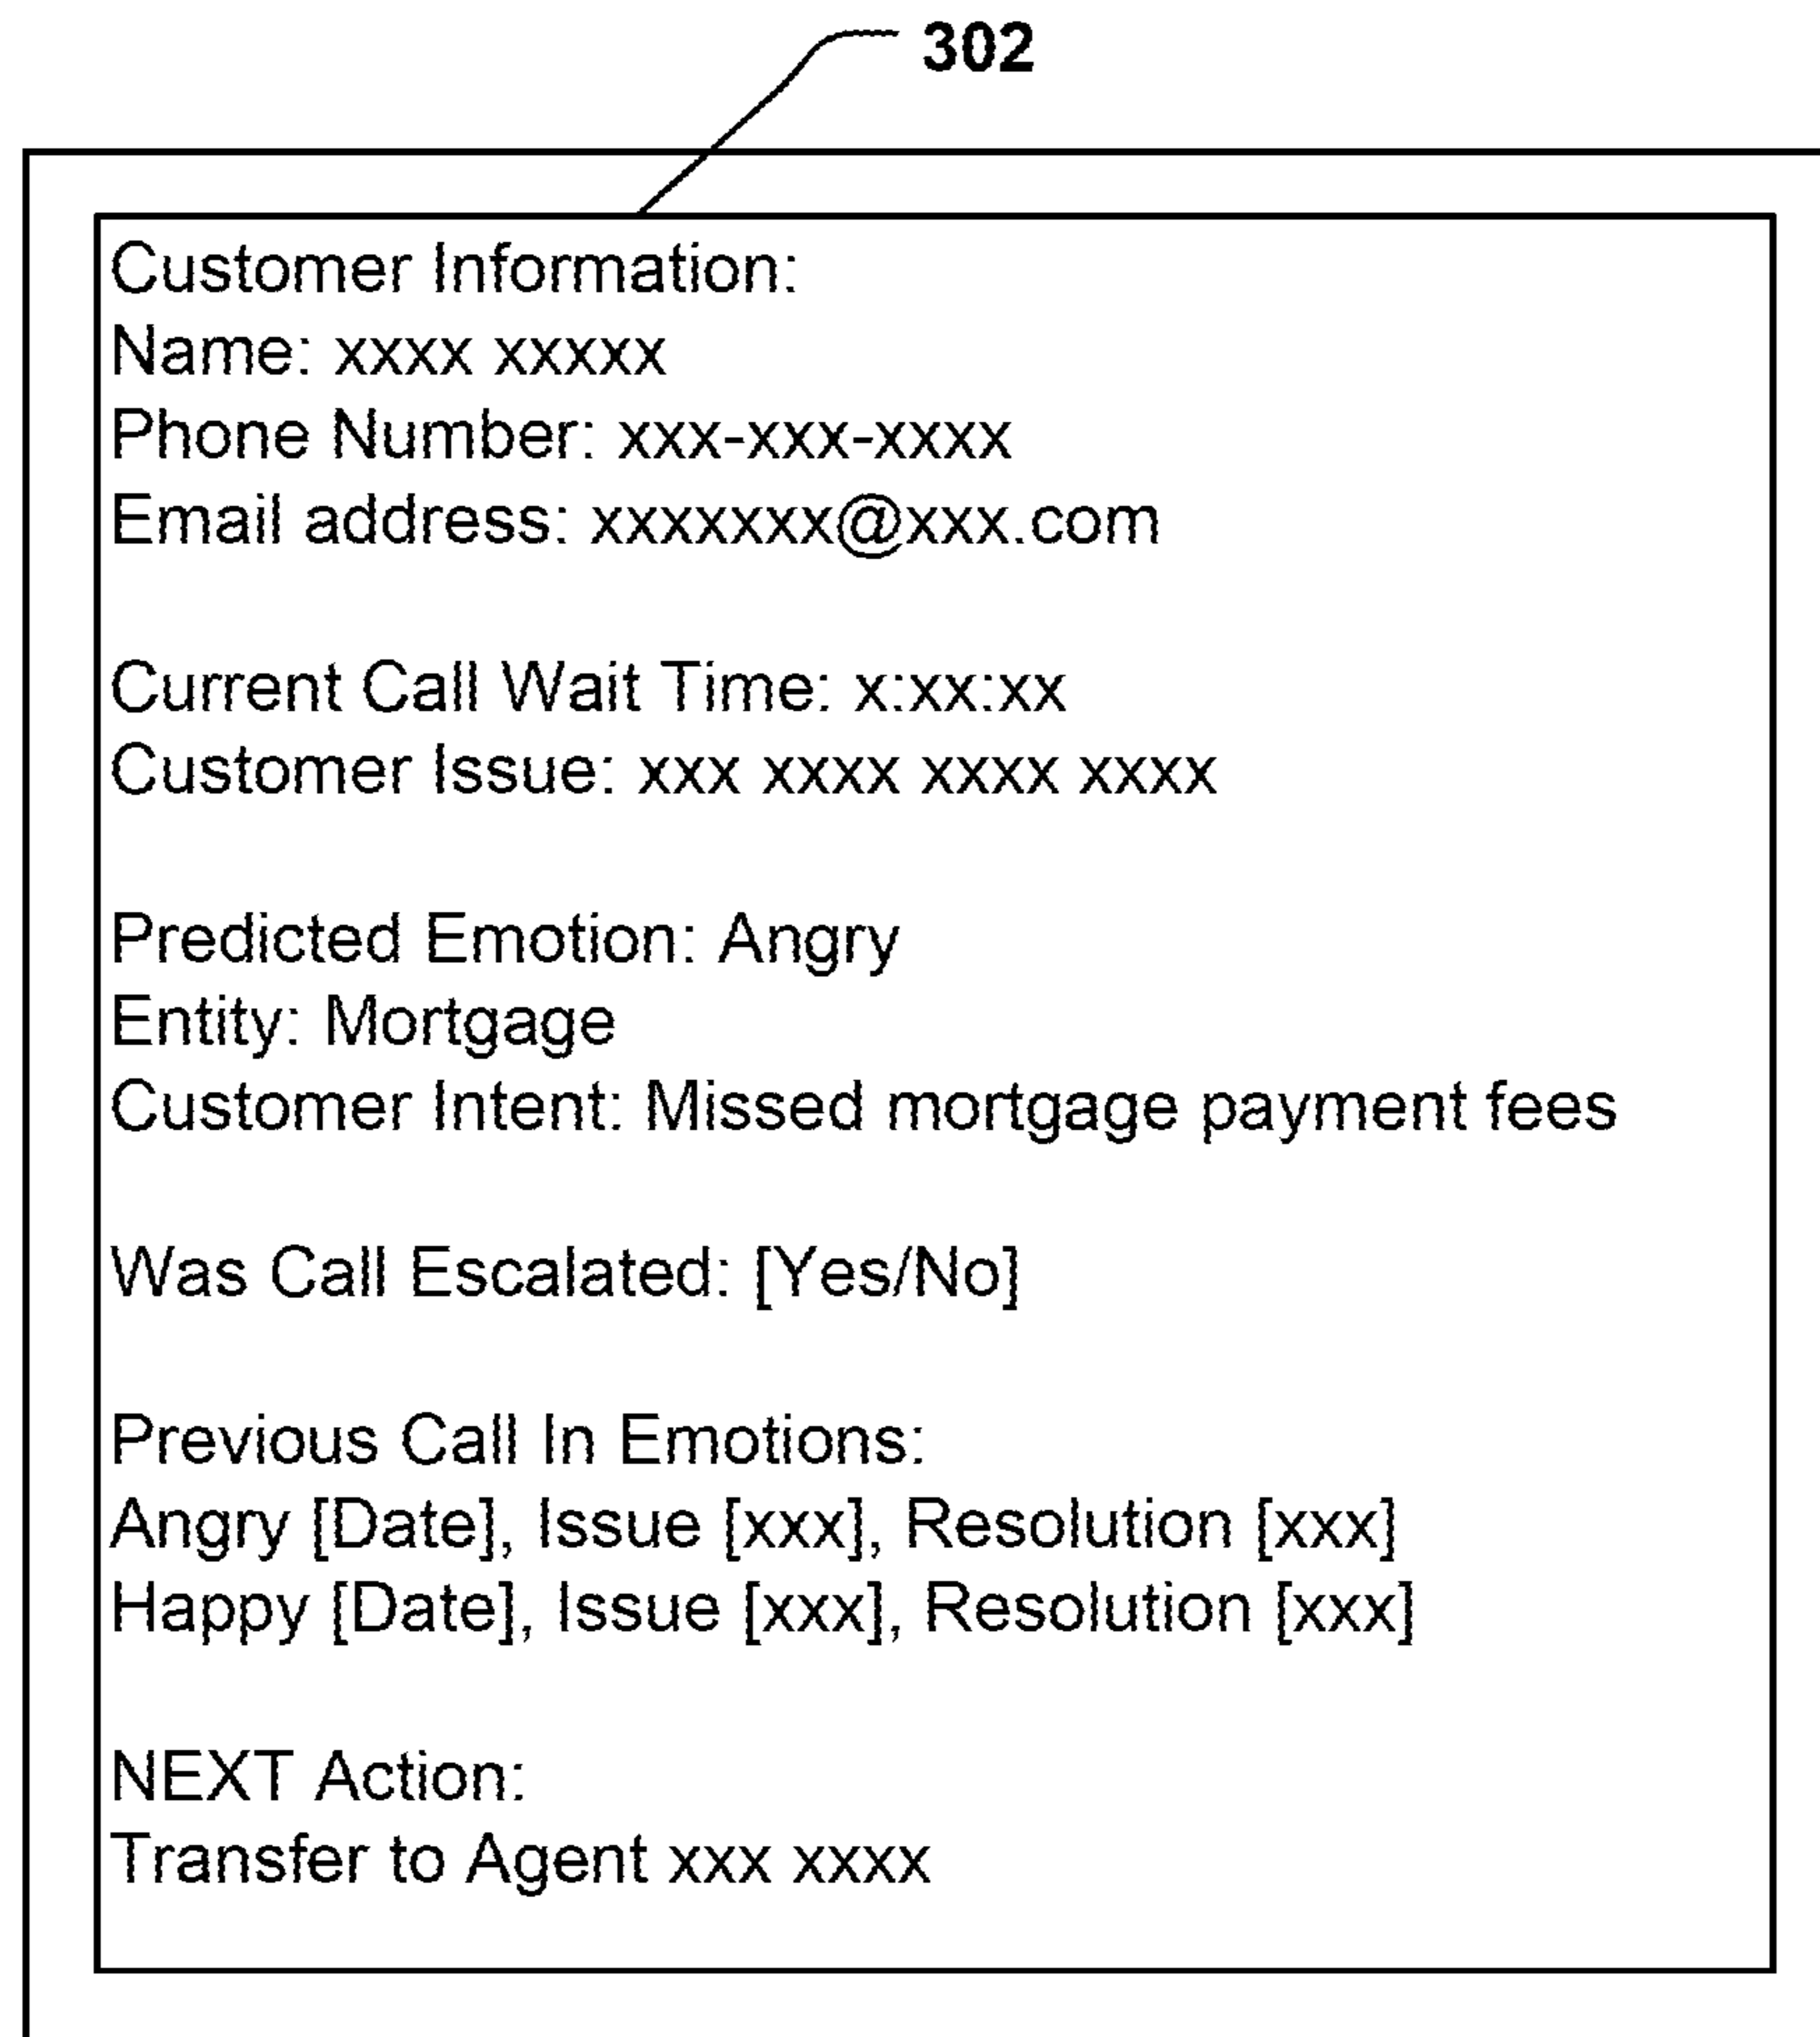 302
Customer Information:
Name: xxxx xxxxx
Phone Number: xxx-xxx-xxxx
Email address: xxxxxxx@xxx.com
Current Call Wait Time: x:xx:xx
Customer Issue: xxx xxxx xxxx xxxx
Predicted Emotion: Angry
Entity: Mortgage
Customer Intent: Missed mortgage payment fees
Was Call Escalated: [Yes/No]
Previous Call In Emotions:
Angry [Date], Issue [xxx], Resolution [xxx]
Happy [Date], Issue [xxx], Resolution [xxx]
NEXT Action:
Transfer to Agent xxx xxxx